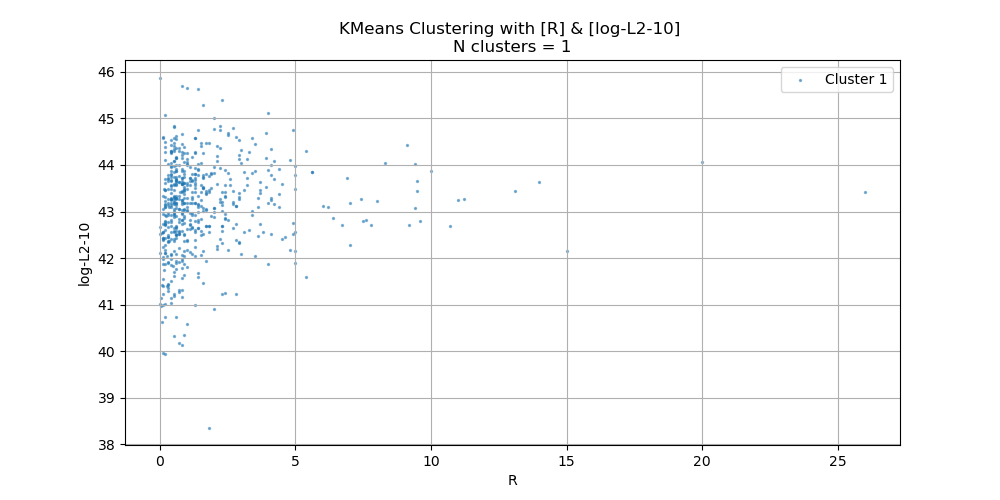 KMeans Clustering with [R] & [log-L2-10]
N clusters = 1
Cluster 1
log-L2-10
46
45
44
43
42
41
40
39
38
0 5 10 15 20 25
R